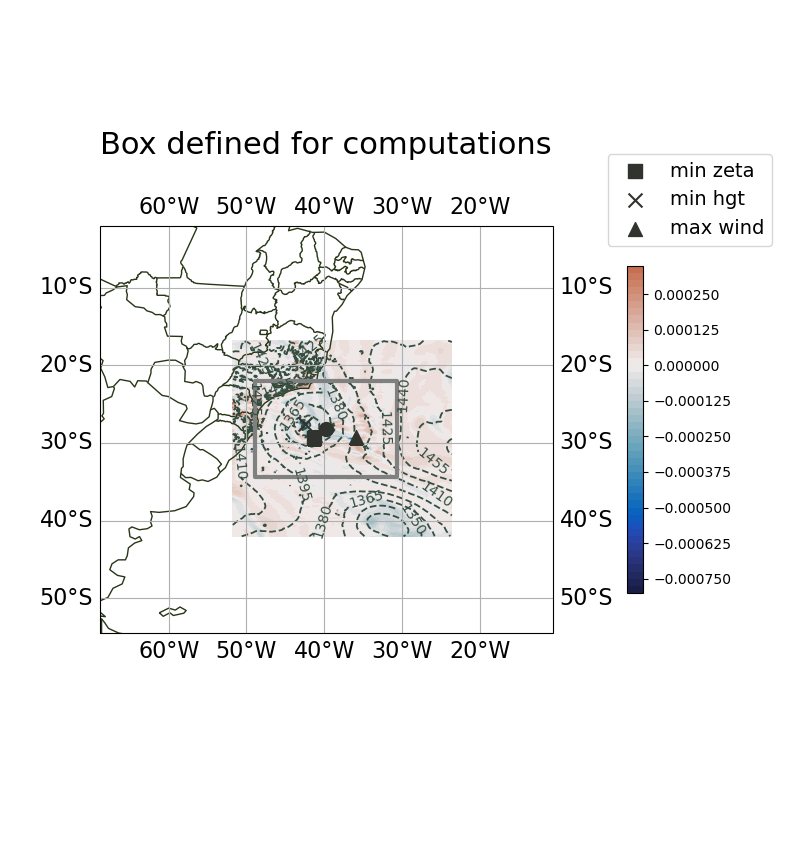 Box defined for computations
min zeta
min hgt
max wind
60°W 50°W 40°W 30°W 20°W
10°S 10°S
20°S 20°S
30°S 30°S
40°S 40°S
50°S 50°S
60°W 50°W 40°W 30°W 20°W
1365
1380
1440
1425
1410
1395
1455
1410
1365
1350
1380
0.000250
0.000125
0.000000
−0.000125
−0.000250
−0.000375
−0.000500
−0.000625
−0.000750